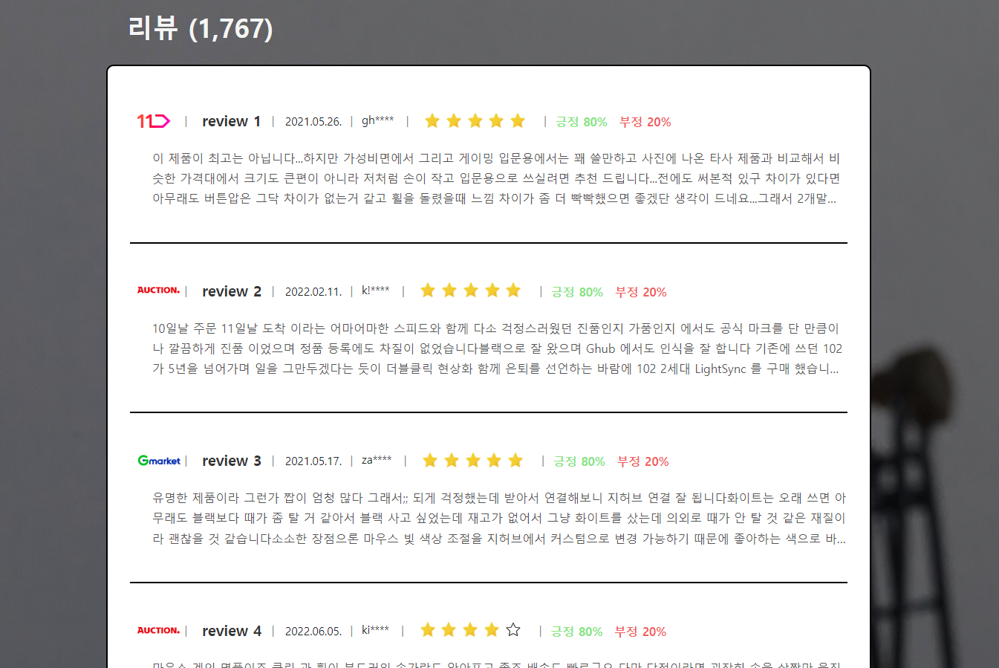 리뷰 (1,767)
11 | review 1 | 2021.05.26. | gh**** | | 긍정 80% 부정 20%
이 제품이 최고는 아닙니다...하지만 가성비면에서 그리고 게이밍 입문용에서는 꽤 쓸만하고 사진에 나온 타사 제품과 비교해서 비
슷한 가격대에서 크기도 큰편이 아니라 저처럼 손이 작고 입문용으로 쓰실려면 추천 드립니다...전에도 써본적 있구 차이가 있다면
아무래도 버튼압은 그닥 차이가 없는거 같고 휠을 돌렸을때 느낌 차이가 좀 더 빡빡했으면 좋겠단 생각이 드네요...그래서 2개말...
AUCTION. | review 2 | 2022.02.11. | k!**** | | 긍정 80% 부정 20%
10일날 주문 11일날 도착 이라는 어마어마한 스피드와 함께 다소 걱정스러웠던 진품인지 가품인지 에서도 공식 마크를 단 만큼이
나 깔끔하게 진품 이었으며 정품 등록에도 차질이 없었습니다블랙으로 잘 왔으며 Ghub 에서도 인식을 잘 합니다 기존에 쓰던 102
가 5년을 넘어가며 일을 그만두겠다는 듯이 더블클릭 현상화 함께 은퇴를 선언하는 바람에 102 2세대 LightSync 를 구매 했습니...
Gmarket | review 3 | 2021.05.17. | za**** | | 긍정 80% 부정 20%
유명한 제품이라 그런가 짭이 엄청 많다 그래서;; 되게 걱정했는데 받아서 연결해보니 지허브 연결 잘 됩니다화이트는 오래 쓰면 아
무래도 블랙보다 때가 좀 탈 거 같아서 블랙 사고 싶었는데 재고가 없어서 그냥 화이트를 샀는데 의외로 때가 안 탈 것 같은 재질이
라 괜찮을 것 같습니다소소한 장점으론 마우스 빛 색상 조절을 지허브에서 커스텀으로 변경 가능하기 때문에 좋아하는 색으로 바...
AUCTION. | review 4 | 2022.06.05. | ki**** | | 긍정 80% 부정 20%